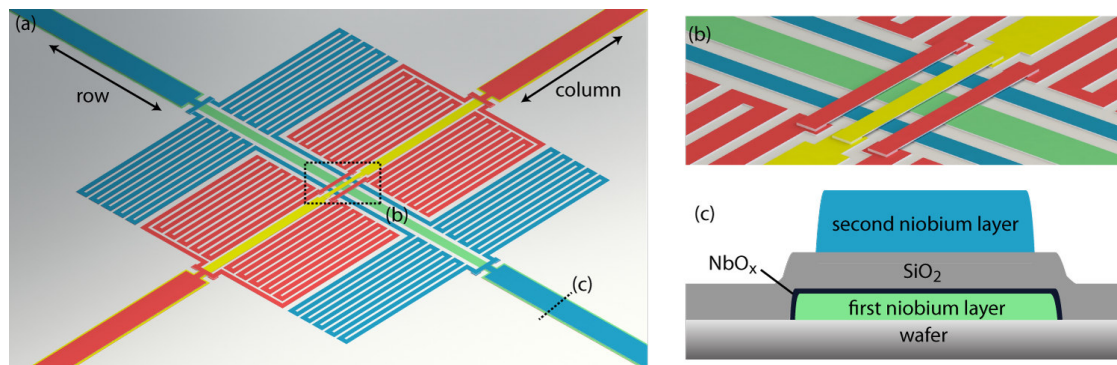 (a)
row
column
(b)
(c)
(b)
(c)
second niobium layer
NbOx
SiO2
first niobium layer
wafer